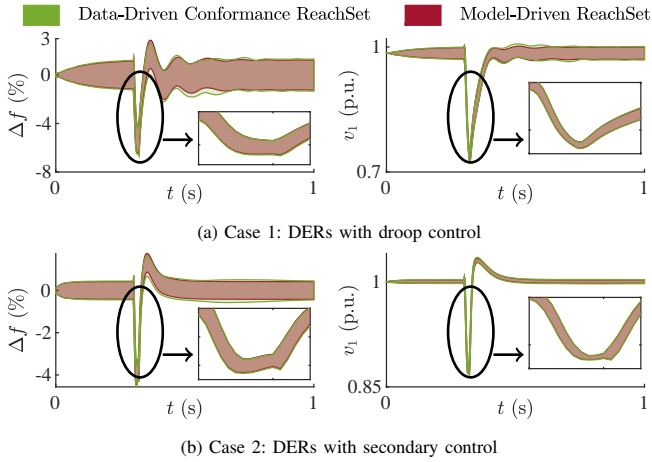 Data-Driven Conformance ReachSet
Model-Driven ReachSet
Δf (%)
3
0
-4
-8
0
1
t (s)
v₁ (p.u.)
1
0.7
0
1
t (s)
(a) Case 1: DERs with droop control
Δf (%)
0
-2
-4
0
1
t (s)
v₁ (p.u.)
1
0.85
0
1
t (s)
(b) Case 2: DERs with secondary control